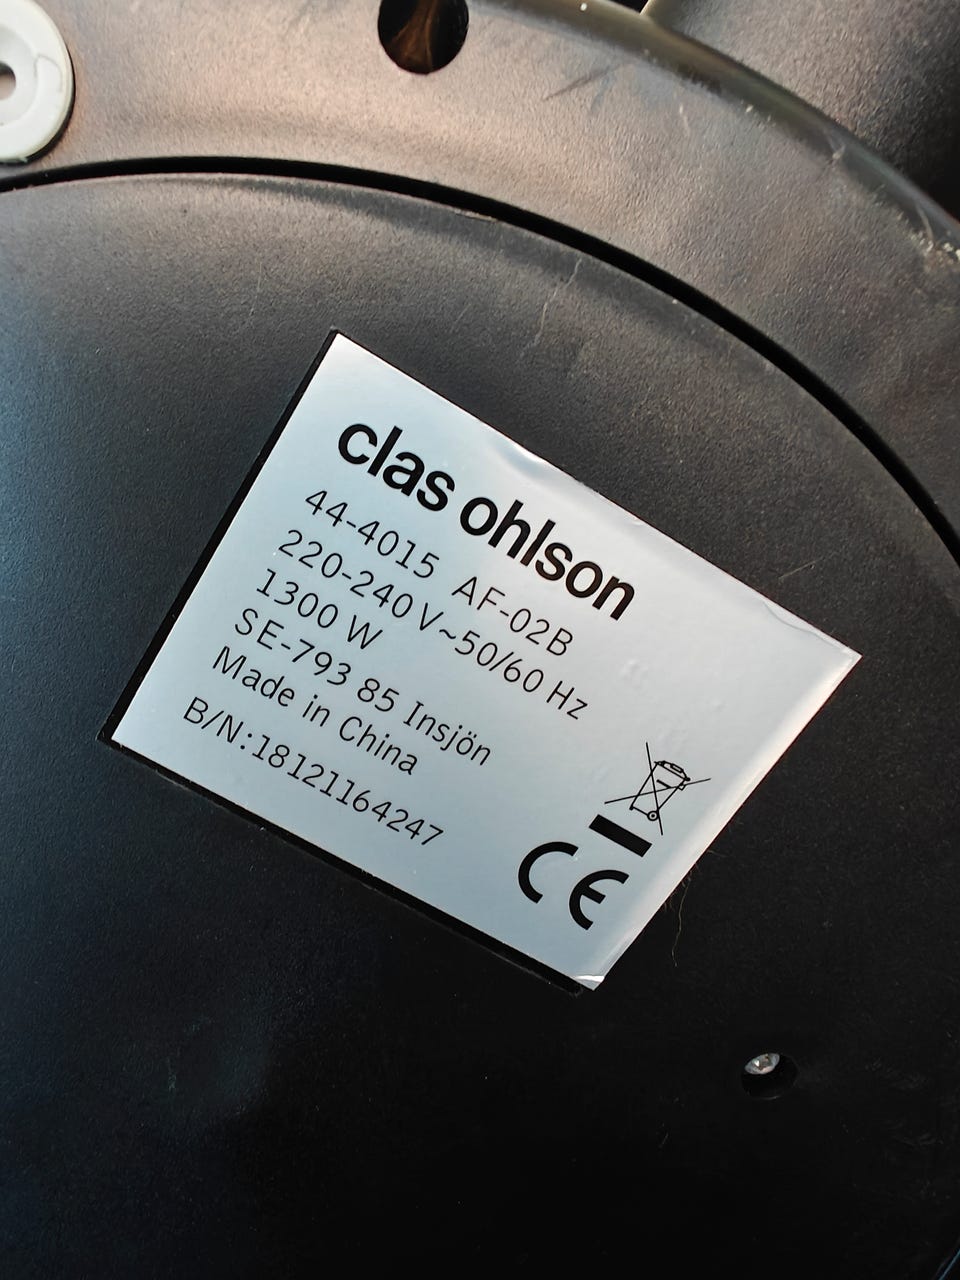 clas ohlson
44-4015 AF-02B
220-240 V~50/60 Hz
1300 W
SE-793 85 Insjön
Made in China
B/N:18121164247
CE